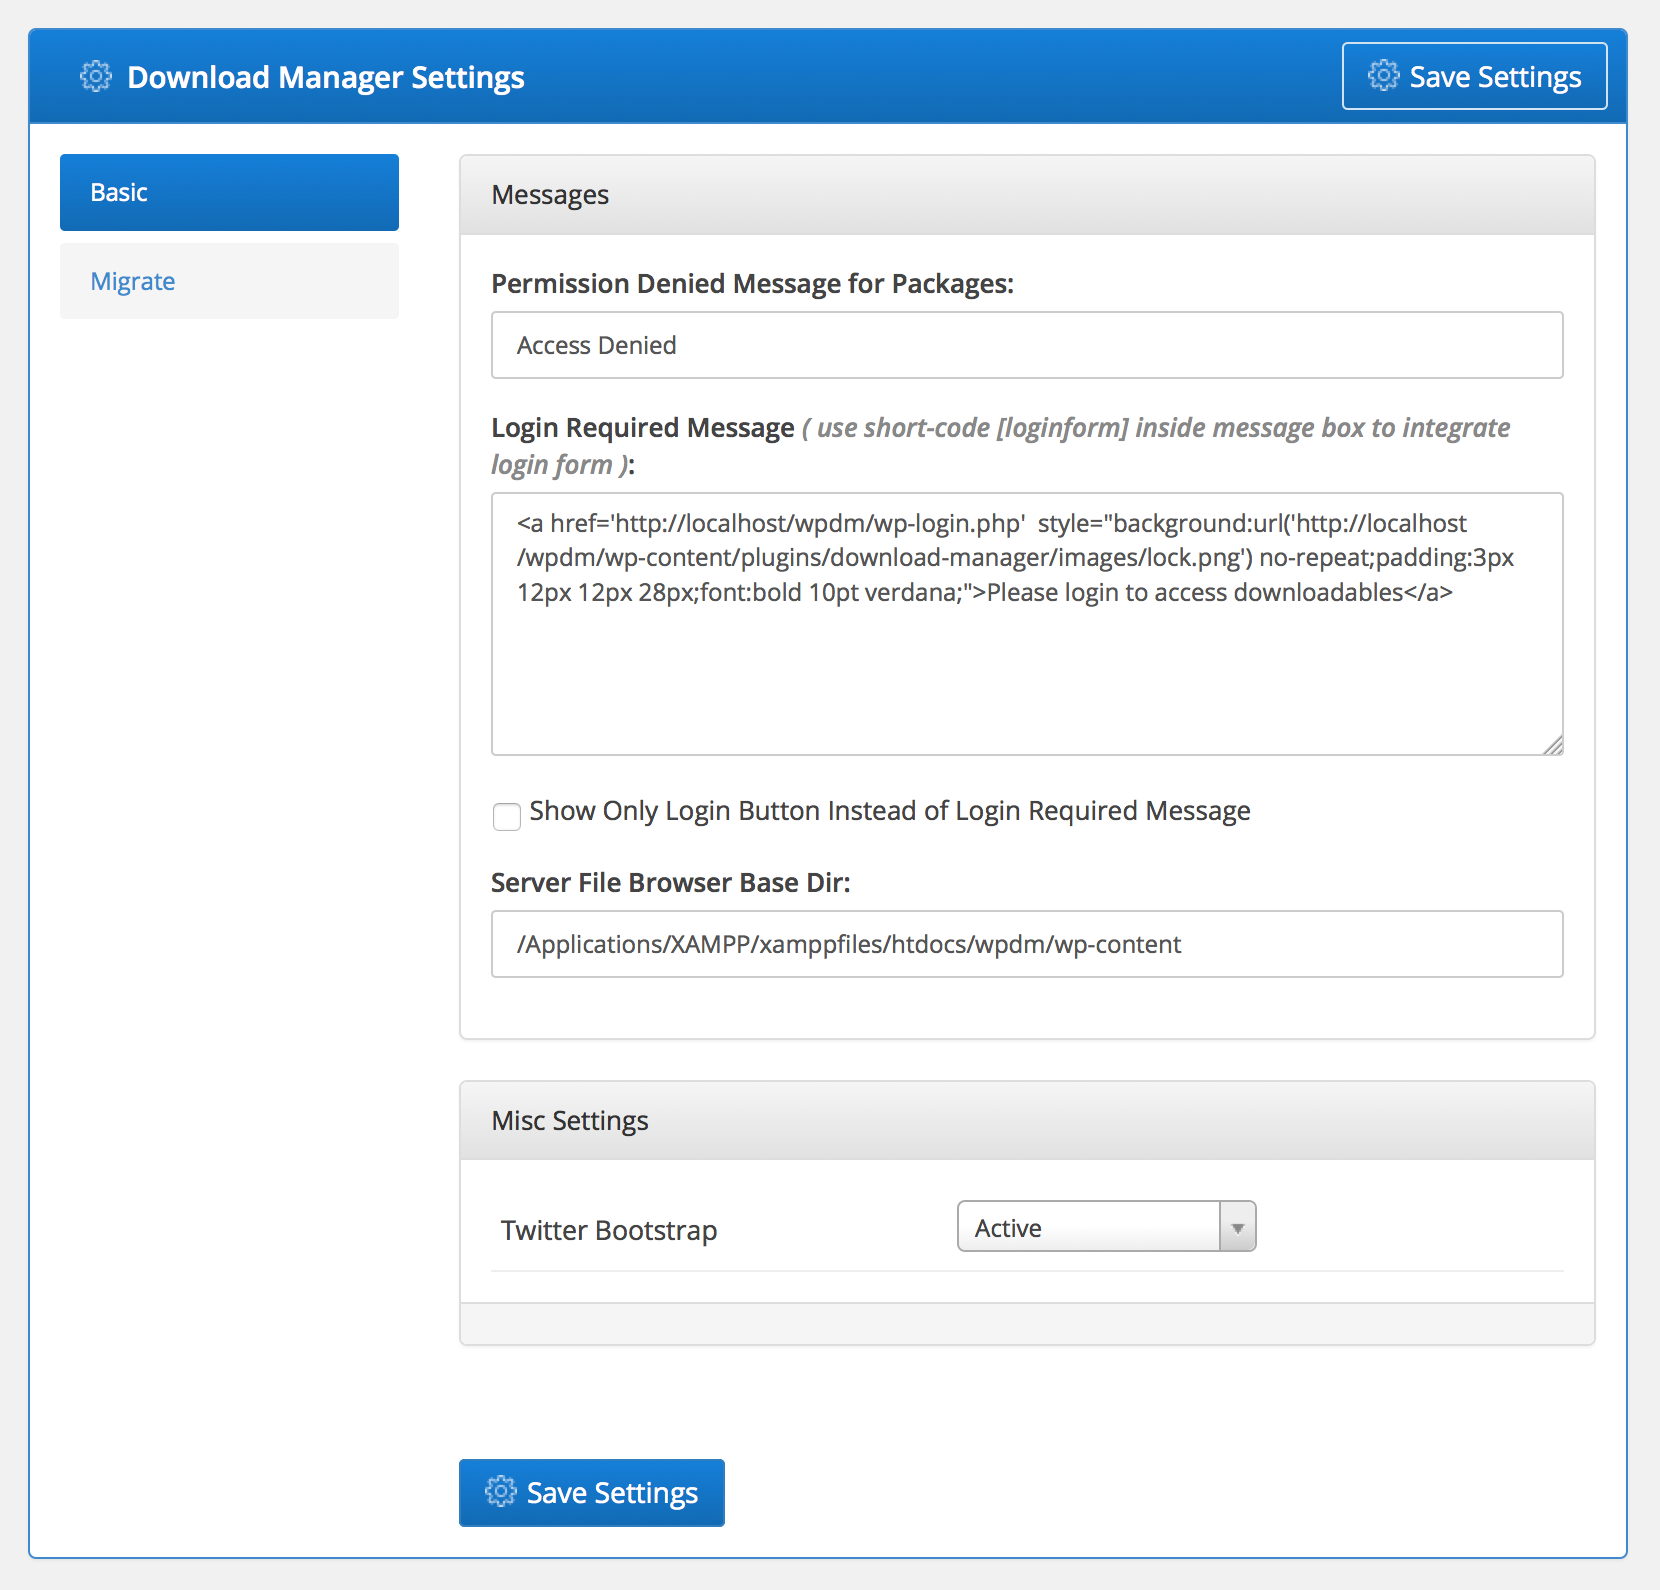 Download Manager Settings
Save Settings
Basic
Migrate
Messages
Permission Denied Message for Packages:
Access Denied
Login Required Message ( use short-code [loginform] inside message box to integrate
login form ):
<a href='http://localhost/wpdm/wp-login.php'  style="background:url('http://localhost
/wpdm/wp-content/plugins/download-manager/images/lock.png') no-repeat;padding:3px
12px 12px 28px;font:bold 10pt verdana;">Please login to access downloadables</a>
Show Only Login Button Instead of Login Required Message
Server File Browser Base Dir:
/Applications/XAMPP/xamppfiles/htdocs/wpdm/wp-content
Misc Settings
Twitter Bootstrap
Active
Save Settings